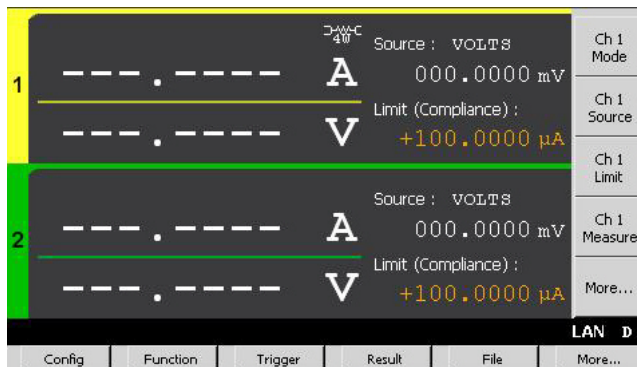 1
---.----
A
4W
Source : VOLTS
000.0000 mV
---.----
V
Limit (Compliance) :
+100.0000 µA
2
---.----
A
Source : VOLTS
000.0000 mV
---.----
V
Limit (Compliance) :
+100.0000 µA
Ch 1
Mode
Ch 1
Source
Ch 1
Limit
Ch 1
Measure
More...
LAN D
Config Function Trigger Result File More...